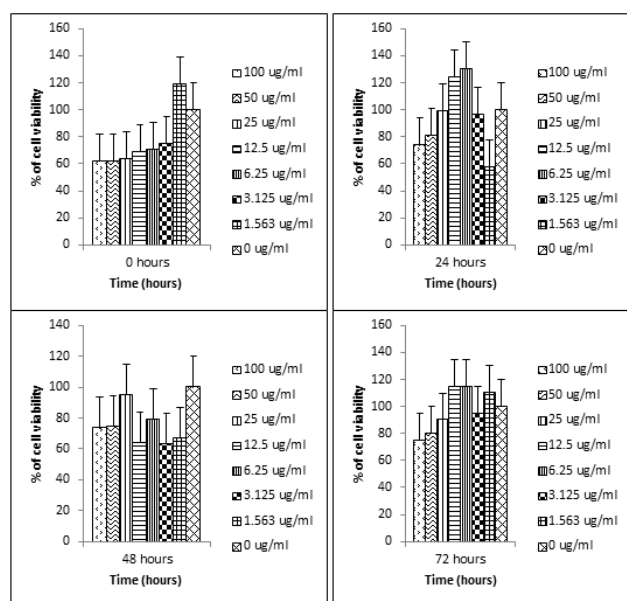 % of cell viability
160
140
120
100
80
60
40
20
0
0 hours
Time (hours)
100 ug/ml
50 ug/ml
25 ug/ml
12.5 ug/ml
6.25 ug/ml
3.125 ug/ml
1.563 ug/ml
0 ug/ml
% of cell viability
160
140
120
100
80
60
40
20
0
24 hours
Time (hours)
100 ug/ml
50 ug/ml
25 ug/ml
12.5 ug/ml
6.25 ug/ml
3.125 ug/ml
1.563 ug/ml
0 ug/ml
% of cell viability
140
120
100
80
60
40
20
0
48 hours
Time (hours)
100 ug/ml
50 ug/ml
25 ug/ml
12.5 ug/ml
6.25 ug/ml
3.125 ug/ml
1.563 ug/ml
0 ug/ml
% of cell viability
160
140
120
100
80
60
40
20
0
72 hours
Time (hours)
100 ug/ml
50 ug/ml
25 ug/ml
12.5 ug/ml
6.25 ug/ml
3.125 ug/ml
1.563 ug/ml
0 ug/ml